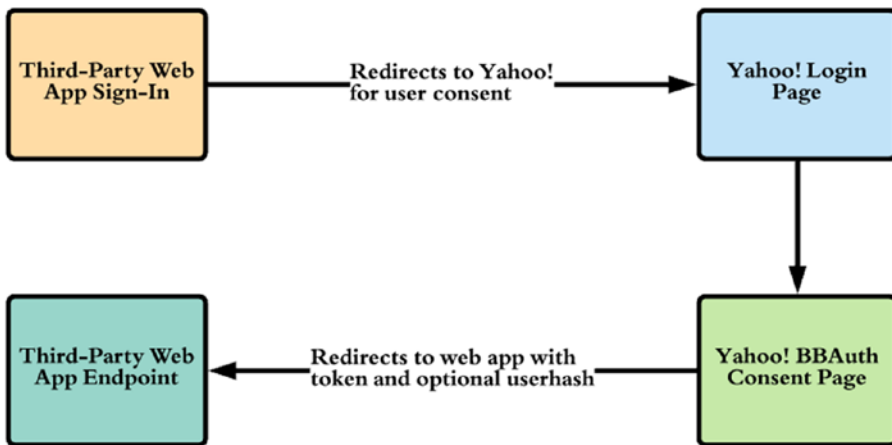 Third-Party Web
App Sign-In
Redirects to Yahoo!
for user consent
Yahoo! Login
Page
Third-Party Web
App Endpoint
Redirects to web app with
token and optional userhash
Yahoo! BBAuth
Consent Page